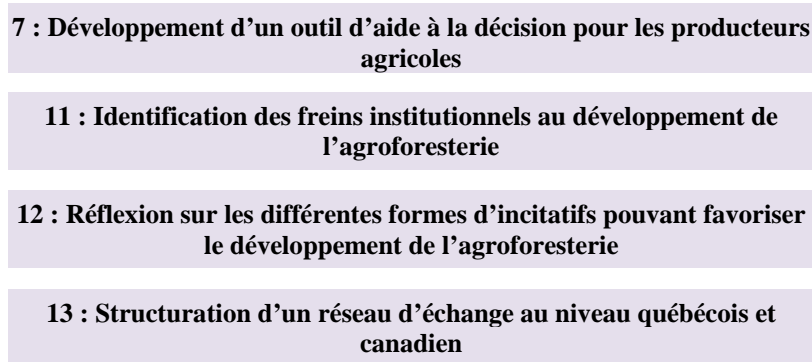 7 : Développement d’un outil d’aide à la décision pour les producteurs
agricoles
11 : Identification des freins institutionnels au développement de
l’agroforesterie
12 : Réflexion sur les différentes formes d’incitatifs pouvant favoriser
le développement de l’agroforesterie
13 : Structuration d’un réseau d’échange au niveau québécois et
canadien